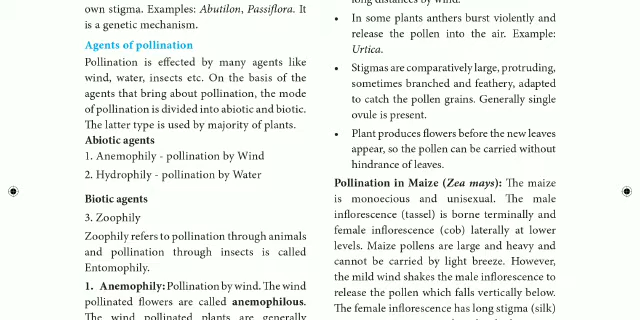 own stigma. Examples: Abutilon, Passiflora. It
is a genetic mechanism.
Agents of pollination
Pollination is effected by many agents like
wind, water, insects etc. On the basis of the
agents that bring about pollination, the mode
of pollination is divided into abiotic and biotic.
The latter type is used by majority of plants.
Abiotic agents
1. Anemophily - pollination by Wind
2. Hydrophily - pollination by Water
Biotic agents
3. Zoophily
Zoophily refers to pollination through animals
and pollination through insects is called
Entomophily.
1. Anemophily: Pollination by wind. The wind
pollinated flowers are called anemophilous.
The wind pollinated plants are generally
long distances by wind.
• In some plants anthers burst violently and
release the pollen into the air. Example:
Urtica.
• Stigmas are comparatively large, protruding,
sometimes branched and feathery, adapted
to catch the pollen grains. Generally single
ovule is present.
• Plant produces flowers before the new leaves
appear, so the pollen can be carried without
hindrance of leaves.
Pollination in Maize (Zea mays): The maize
is monoecious and unisexual. The male
inflorescence (tassel) is borne terminally and
female inflorescence (cob) laterally at lower
levels. Maize pollens are large and heavy and
cannot be carried by light breeze. However,
the mild wind shakes the male inflorescence to
release the pollen which falls vertically below.
The female inflorescence has long stigma (silk)